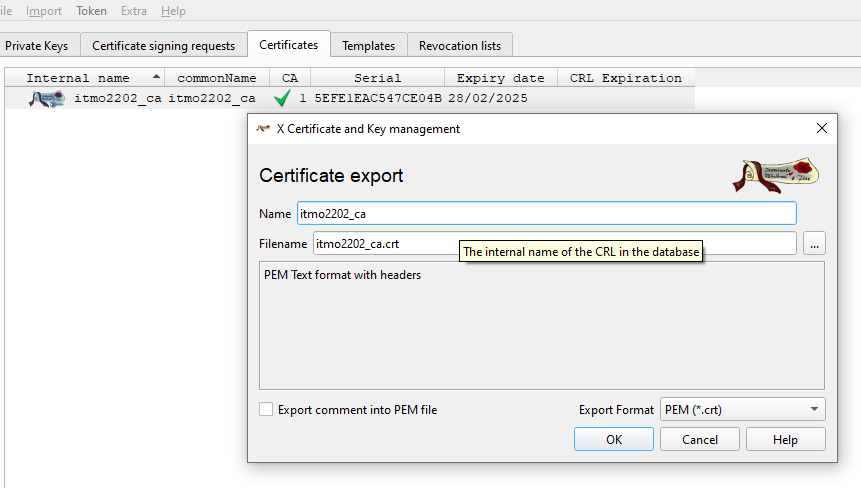 ile Import Token Extra Help
Private Keys Certificate signing requests Certificates Templates Revocation lists
Internal name commonName CA Serial Expiry date CRL Expiration
itmo2202_ca itmo2202_ca 1 5EFE1EAC547CE04B 28/02/2025
X Certificate and Key management
Certificate export
Name itmo2202_ca
Filename itmo2202_ca.crt ...
The internal name of the CRL in the database
PEM Text format with headers
Export comment into PEM file Export Format PEM (*.crt)
OK Cancel Help